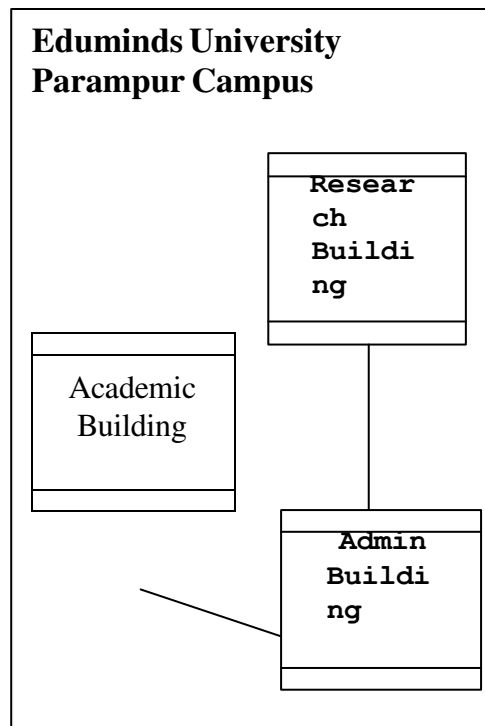 Eduminds University
Parampur Campus
Resear
ch
Buildi
ng
Academic
Building
Admin
Buildi
ng